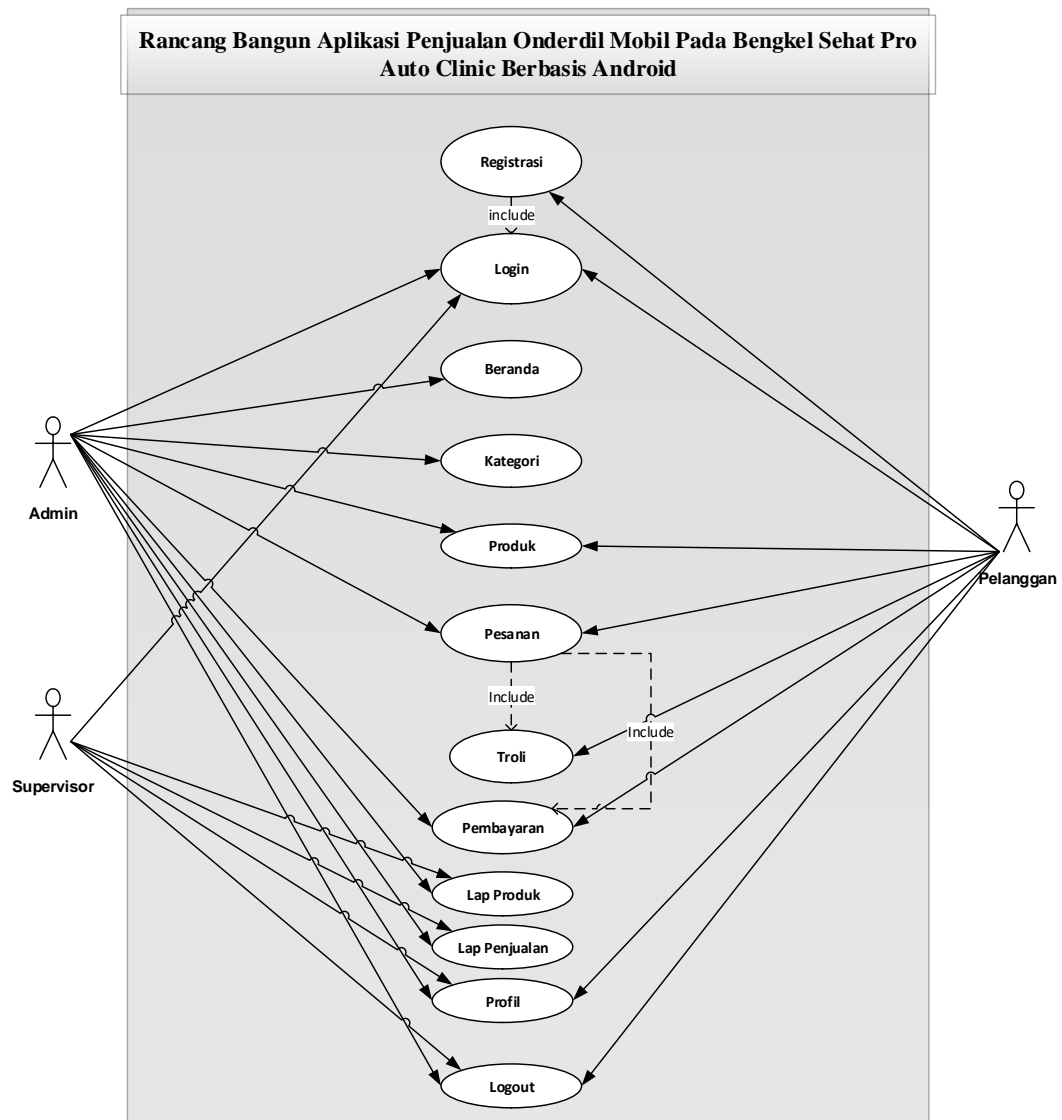 Rancang Bangun Aplikasi Penjualan Onderdil Mobil Pada Bengkel Sehat Pro
Auto Clinic Berbasis Android
Registrasi
include
Login
Beranda
Kategori
Admin
Produk
Pelanggan
Pesanan
Include
Include
Troli
Supervisor
Pembayaran
Lap Produk
Lap Penjualan
Profil
Logout